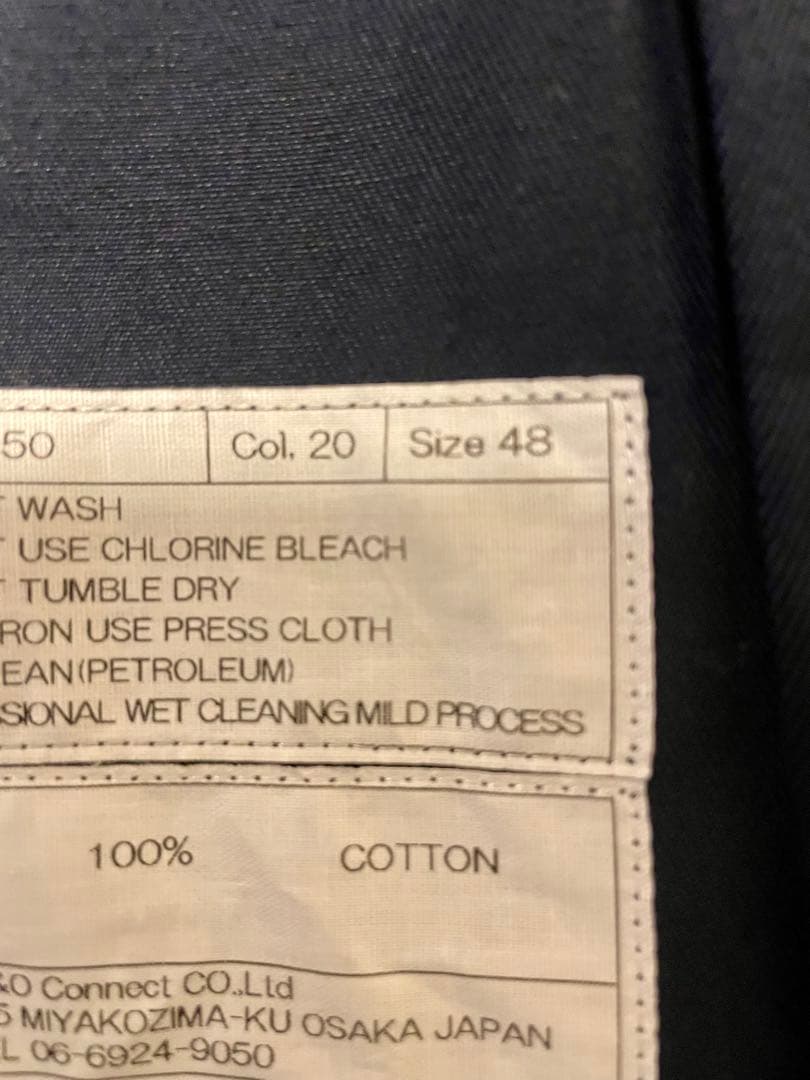 50 Col. 20 Size 48
T WASH
T USE CHLORINE BLEACH
T TUMBLE DRY
RON USE PRESS CLOTH
EAN(PETROLEUM)
SIONAL WET CLEANING MILD PROCESS
100% COTTON
&O Connect CO.,Ltd
5 MIYAKOZIMA-KU OSAKA JAPAN
L 06-6924-9050